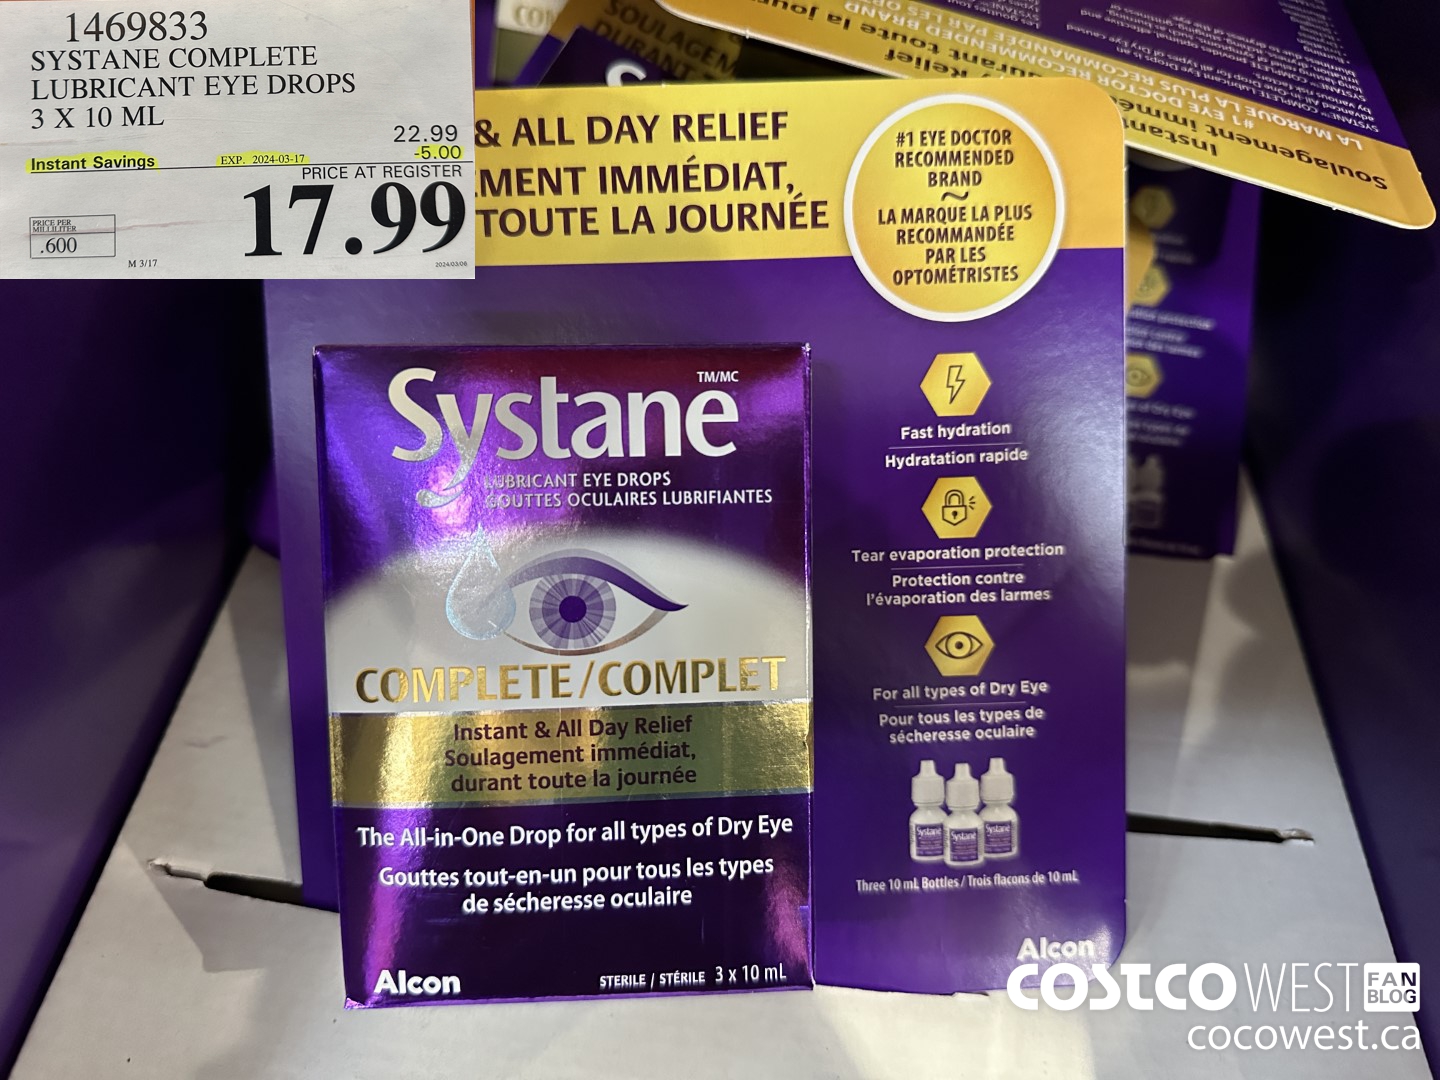 1469833
SYSTANE COMPLETE
LUBRICANT EYE DROPS
3 X 10 ML
22.99
Instant Savings
EXP. 2024-03-17
-5.00
PRICE AT REGISTER
17.99
PRICE PER
MILLILITER
.600
M 3/17
2024/03/08
& ALL DAY RELIEF
MENT IMMÉDIAT,
TOUTE LA JOURNÉE
#1 EYE DOCTOR
RECOMMENDED
BRAND
~
LA MARQUE LA PLUS
RECOMMANDÉE
PAR LES
OPTOMÉTRISTES
Systane TM/MC
LUBRICANT EYE DROPS
GOUTTES OCULAIRES LUBRIFIANTES
COMPLETE/COMPLET
Instant & All Day Relief
Soulagement immédiat,
durant toute la journée
The All-in-One Drop for all types of Dry Eye
Gouttes tout-en-un pour tous les types
de sécheresse oculaire
Alcon
STERILE / STÉRILE 3 x 10 mL
Fast hydration
Hydratation rapide
Tear evaporation protection
Protection contre
l'évaporation des larmes
For all types of Dry Eye
Pour tous les types de
sécheresse oculaire
Systane
Systane
Systane
Three 10 mL Bottles / Trois flacons de 10 mL
Alcon
COSTCO WEST FAN BLOG
cocowest.ca